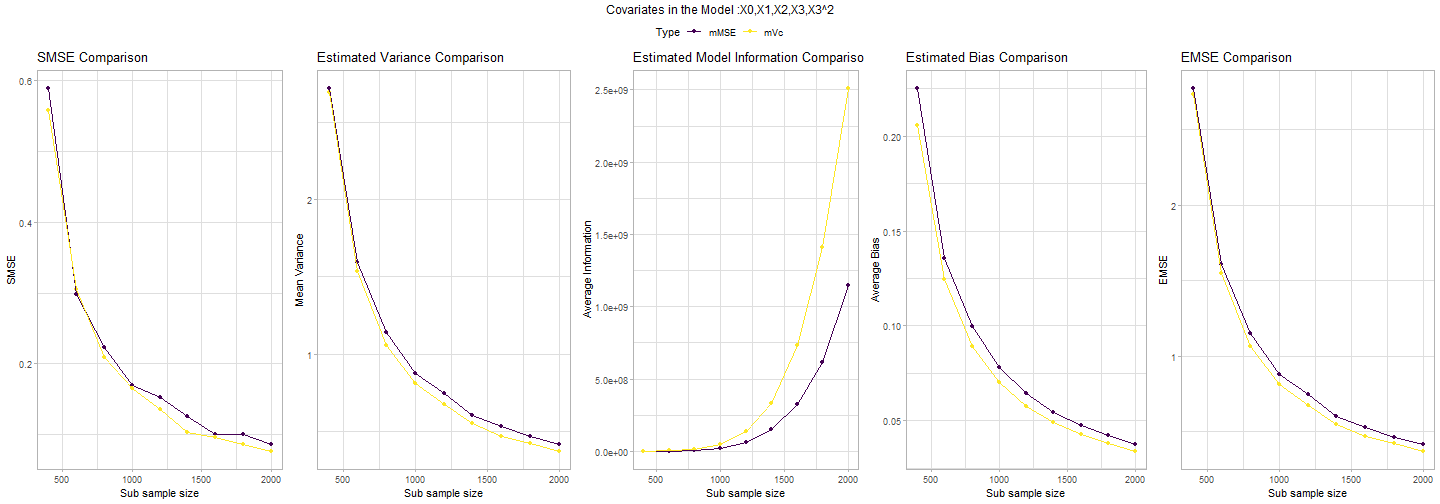 Covariates in the Model :X0,X1,X2,X3,X3^2
Type mMSE mVc
SMSE Comparison
0.6
0.4
0.2
SMSE
500 1000 1500 2000
Sub sample size
Estimated Variance Comparison
2
1
Mean Variance
500 1000 1500 2000
Sub sample size
Estimated Model Information Compariso
2.5e+09
2.0e+09
1.5e+09
1.0e+09
5.0e+08
0.0e+00
Average Information
500 1000 1500 2000
Sub sample size
Estimated Bias Comparison
0.20
0.15
0.10
0.05
Average Bias
500 1000 1500 2000
Sub sample size
EMSE Comparison
2
1
EMSE
500 1000 1500 2000
Sub sample size